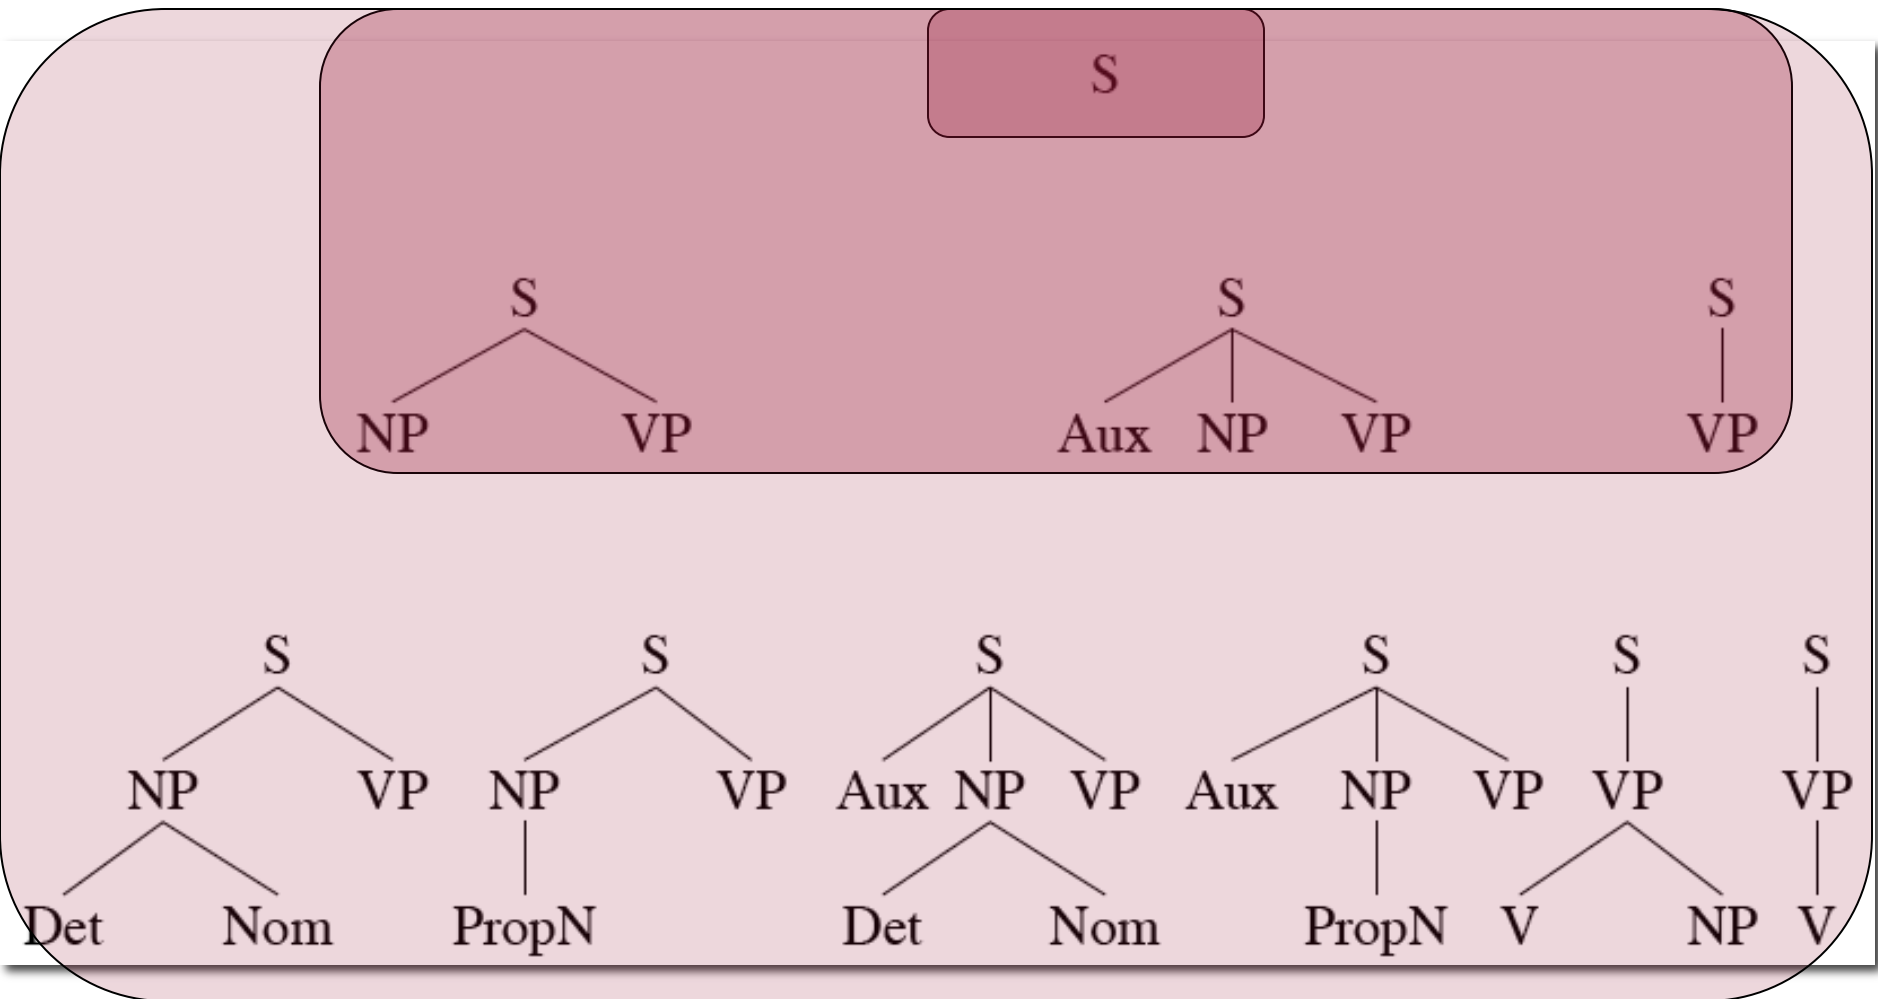 S
S S S
NP VP Aux NP VP VP
S S S S S S
NP VP NP VP Aux NP VP Aux NP VP VP VP
Det Nom PropN Det Nom PropN V NP V